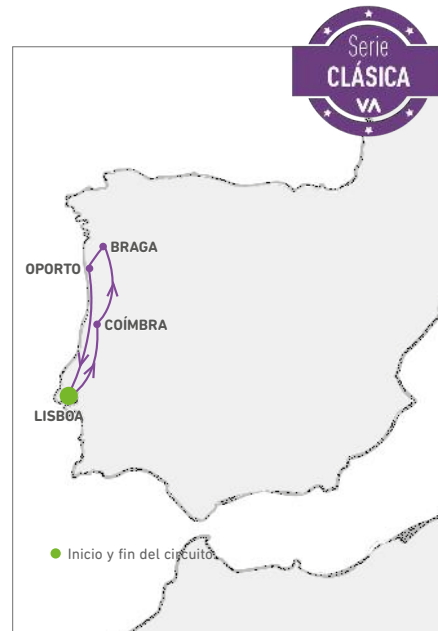 Serie
CLÁSICA
VA
BRAGA
OPORTO
COÍMBRA
LISBOA
Inicio y fin del circuito.